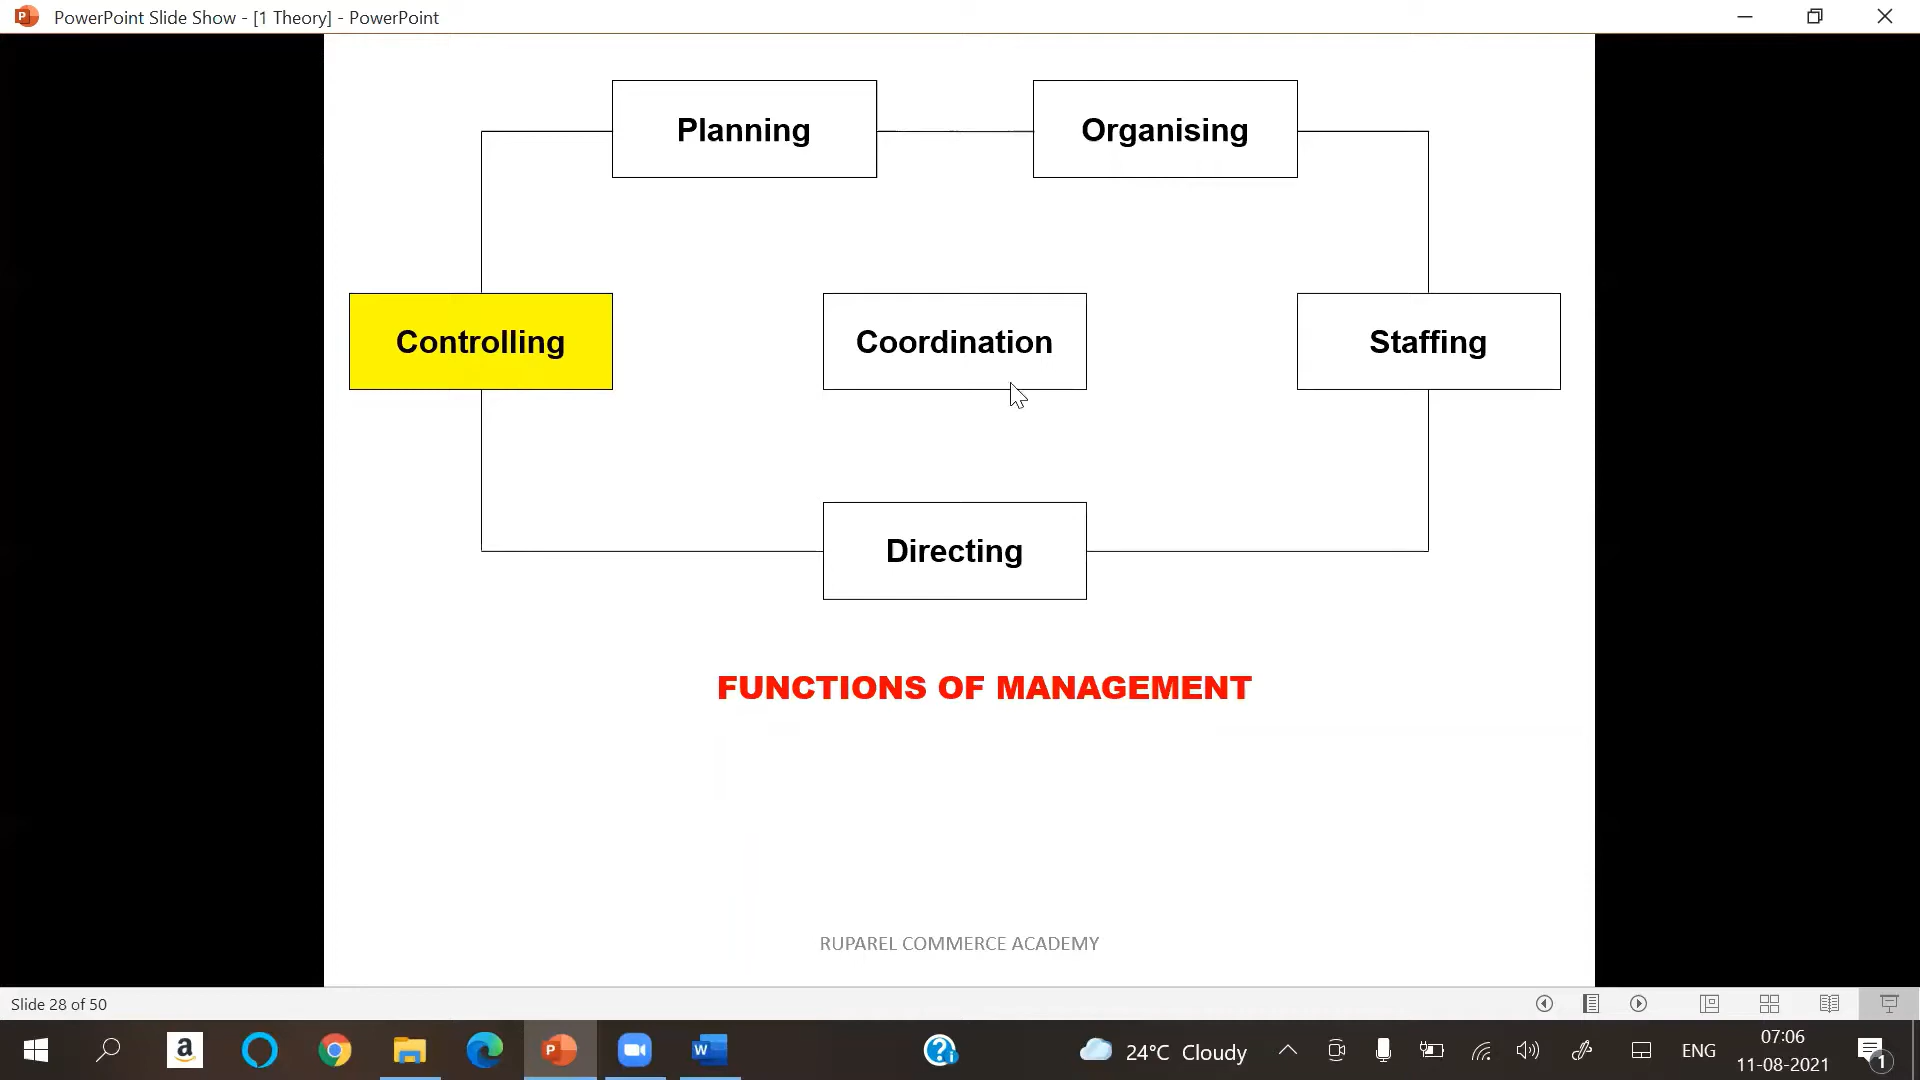 PowerPoint Slide Show - [1 Theory] - PowerPoint
Planning
Organising
Controlling
Coordination
Staffing
Directing
FUNCTIONS OF MANAGEMENT
RUPAREL COMMERCE ACADEMY
Slide 28 of 50
24°C Cloudy
ENG
07:06
11-08-2021
1